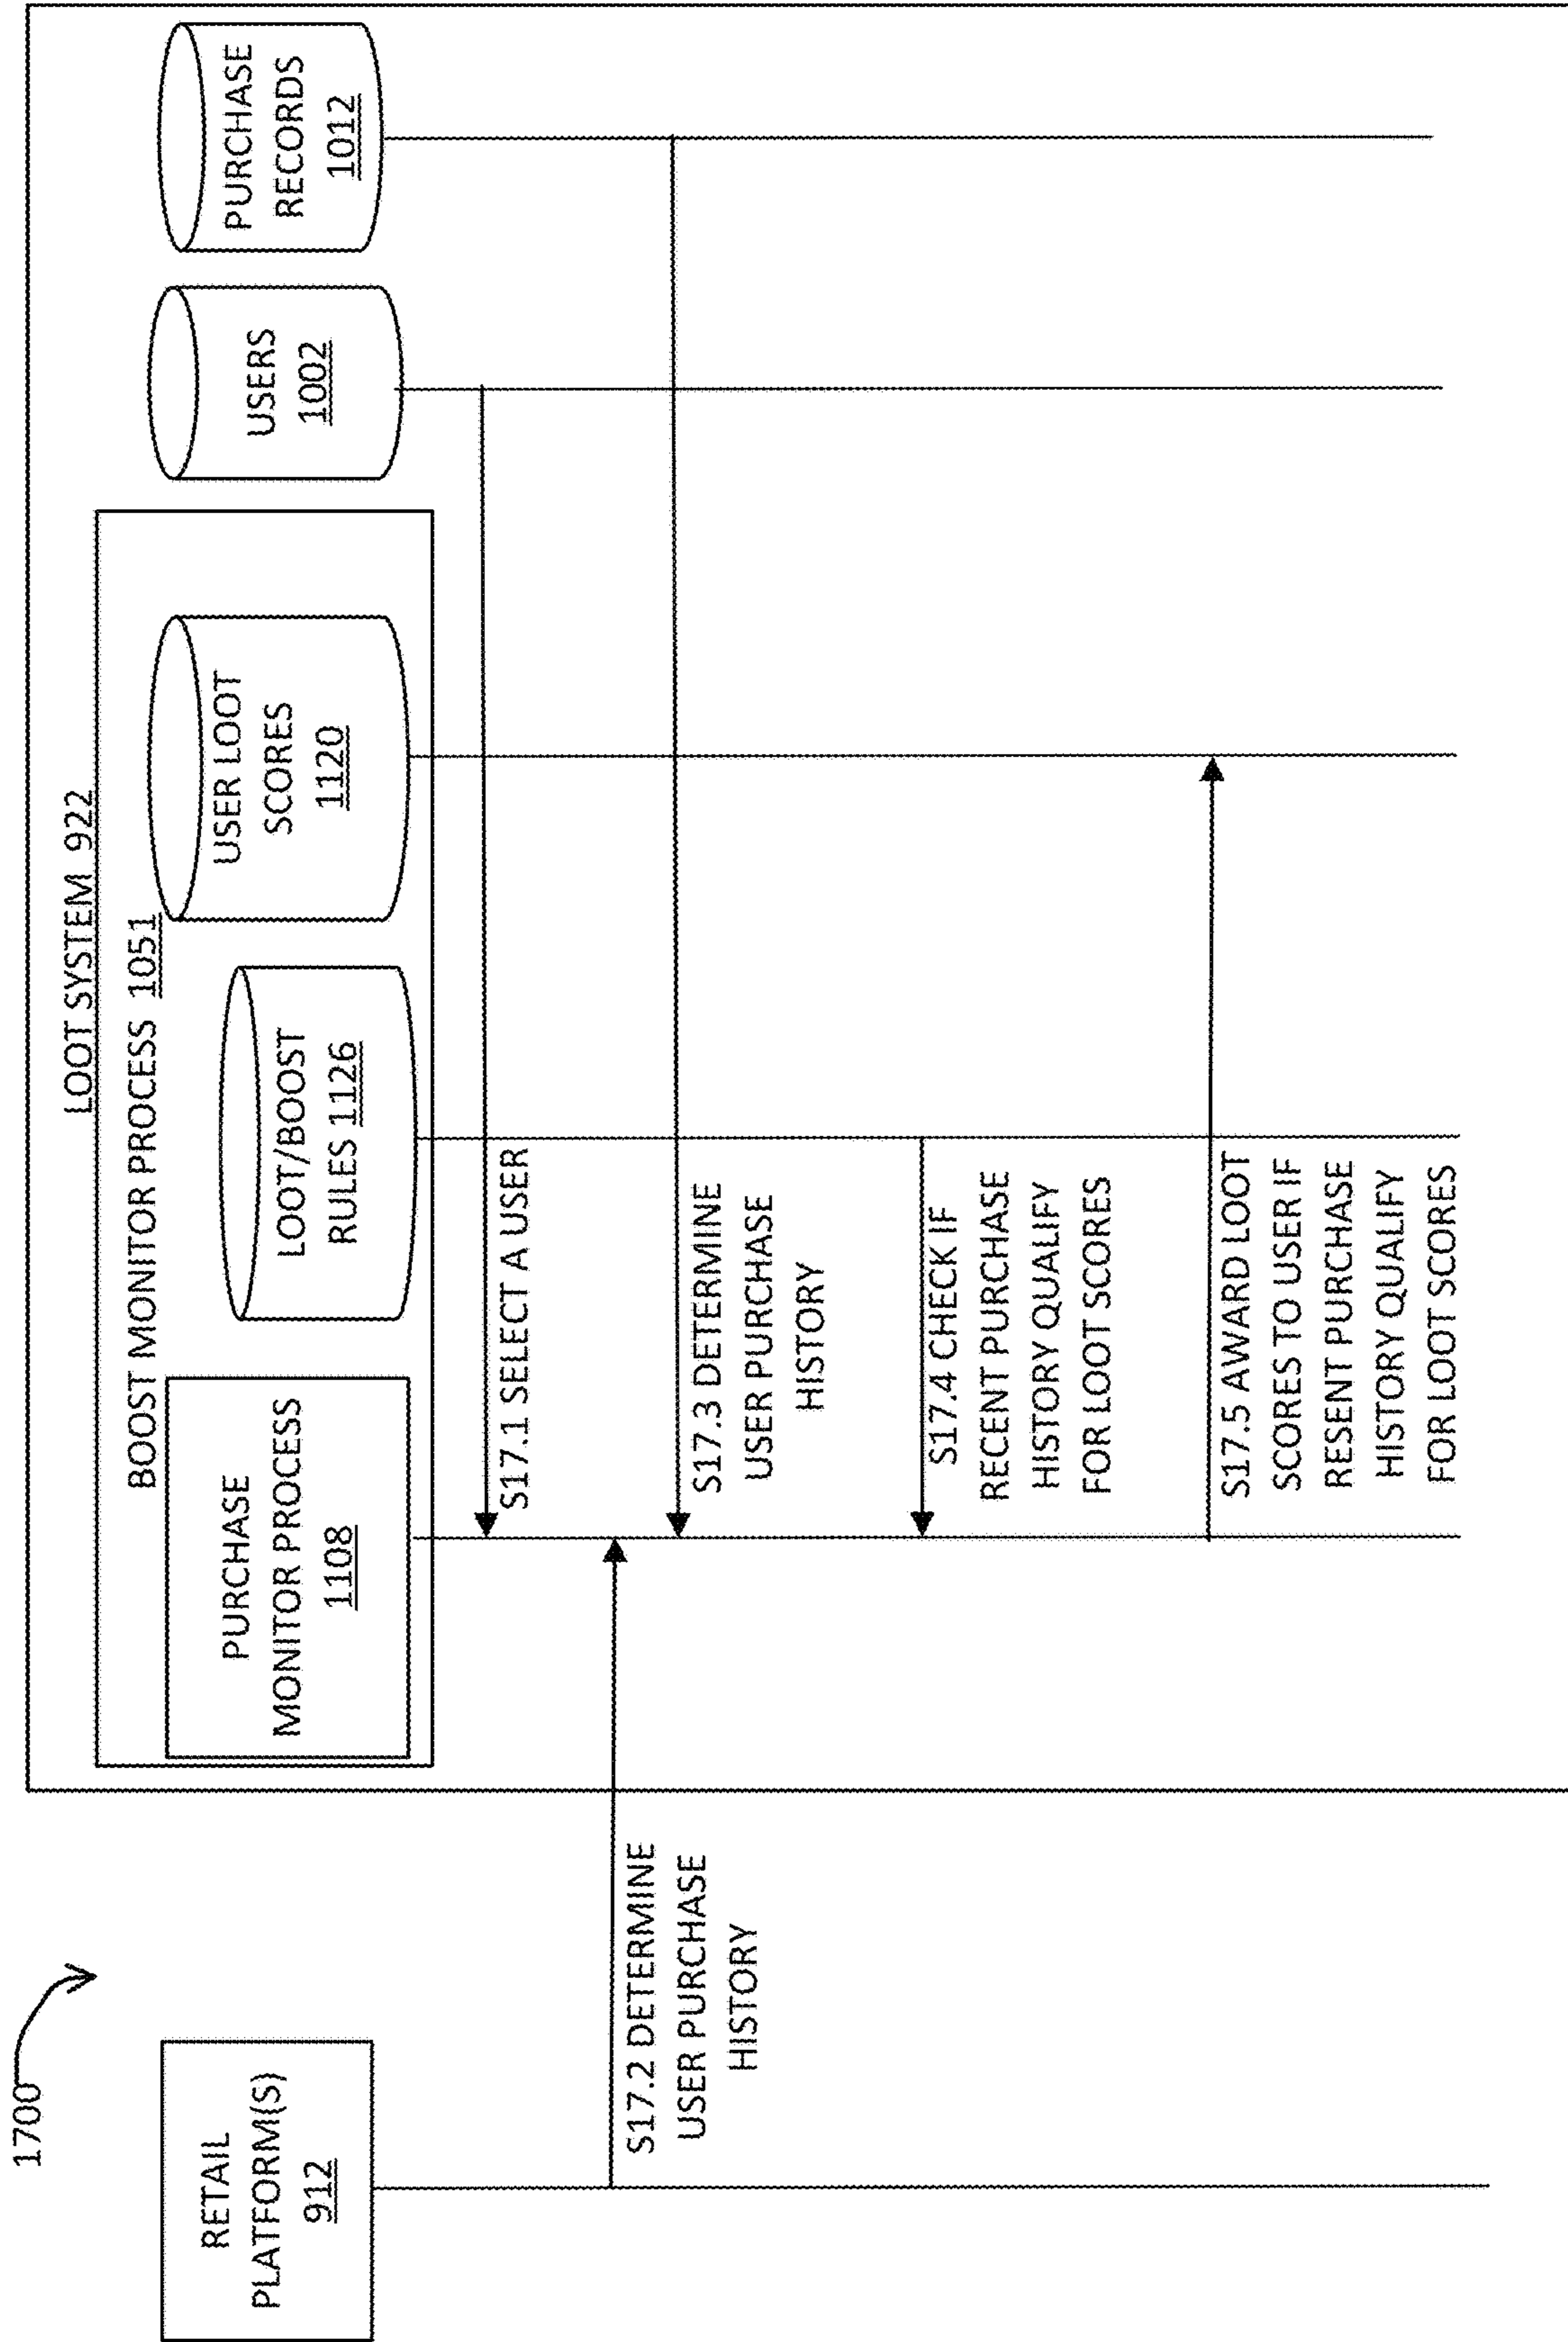 1700
LOOT SYSTEM 922
BOOST MONITOR PROCESS 1051
RETAIL
PLATFORM(S)
912
PURCHASE
MONITOR PROCESS
1108
LOOT/BOOST
RULES 1126
USER LOOT
SCORES
1120
USERS
1002
PURCHASE
RECORDS
1012
S17.1 SELECT A USER
S17.2 DETERMINE
USER PURCHASE
HISTORY
S17.3 DETERMINE
USER PURCHASE
HISTORY
S17.4 CHECK IF
RECENT PURCHASE
HISTORY QUALIFY
FOR LOOT SCORES
S17.5 AWARD LOOT
SCORES TO USER IF
RESENT PURCHASE
HISTORY QUALIFY
FOR LOOT SCORES